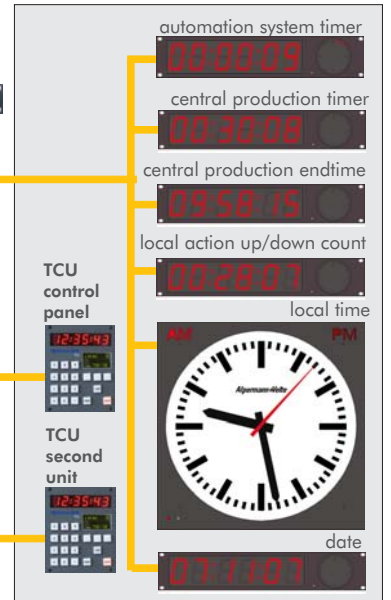 automation system timer
00:00:09
central production timer
00:30:08
central production endtime
09:58:15
local action up/down count
00:28:07
local time
AM PM
Alpermann+Velte
TCU
control
panel
12:35:43
TCU
second
unit
12:35:43
date
07:11:07